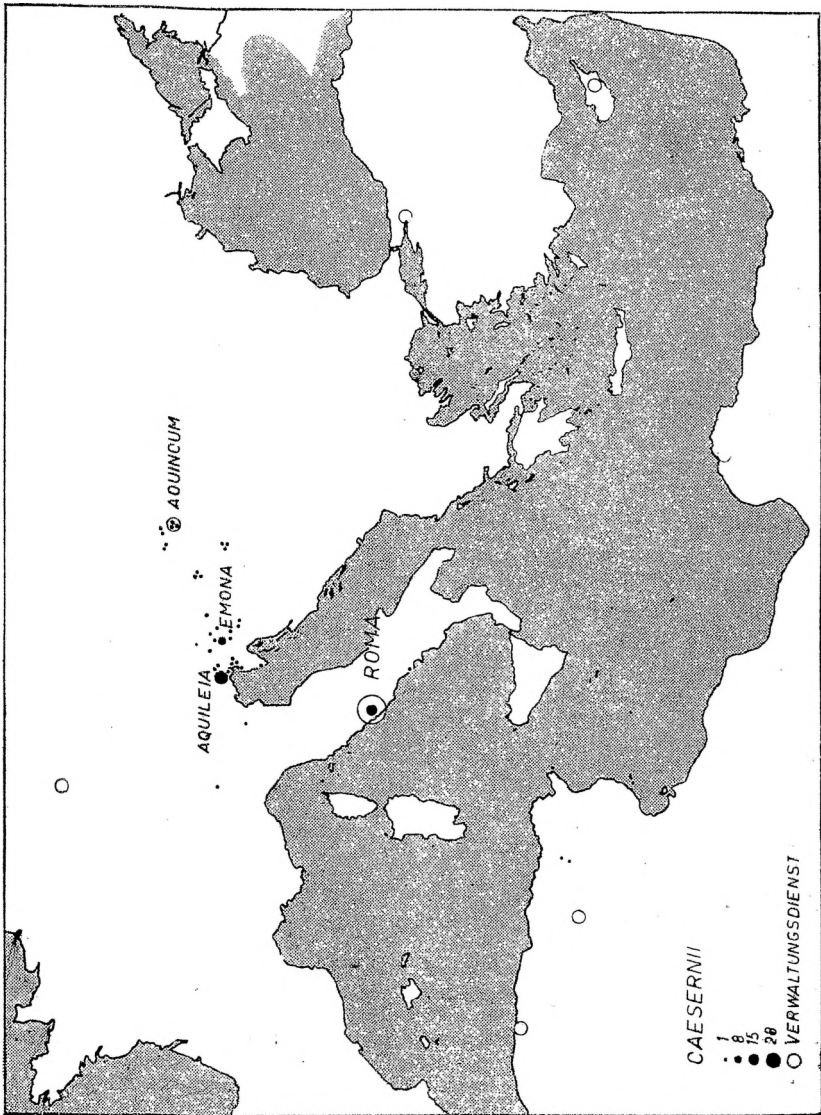 AQUINCUM
EMONA
AQUILEIA
ROMA
CAESERNII
1
8
15
28
VERWALTUNGSDIENST